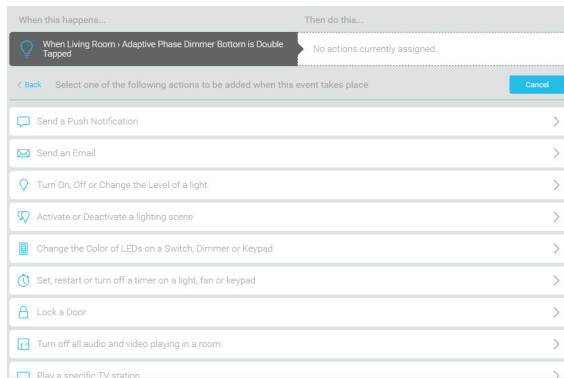 When this happens...
Then do this...
When Living Room › Adaptive Phase Dimmer Bottom is Double
Tapped
No actions currently assigned.
‹ Back
Select one of the following actions to be added when this event takes place
Cancel
Send a Push Notification
Send an Email
Turn On, Off or Change the Level of a light
Activate or Deactivate a lighting scene
Change the Color of LEDs on a Switch, Dimmer or Keypad
Set, restart or turn off a timer on a light, fan or keypad
Lock a Door
Turn off all audio and video playing in a room
Play a specific TV station